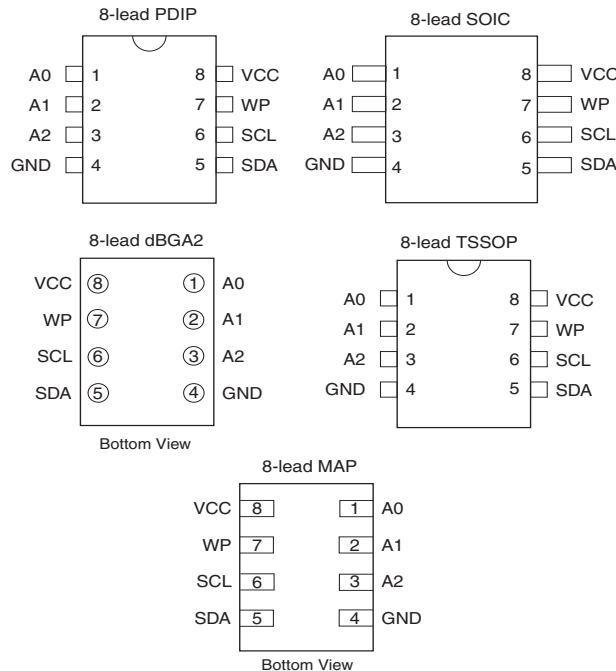 8-lead PDIP
A0 1 8 VCC
A1 2 7 WP
A2 3 6 SCL
GND 4 5 SDA
8-lead SOIC
A0 1 8 VCC
A1 2 7 WP
A2 3 6 SCL
GND 4 5 SDA
8-lead dBGA2
VCC 8 1 A0
WP 7 2 A1
SCL 6 3 A2
SDA 5 4 GND
Bottom View
8-lead TSSOP
A0 1 8 VCC
A1 2 7 WP
A2 3 6 SCL
GND 4 5 SDA
8-lead MAP
VCC 8 1 A0
WP 7 2 A1
SCL 6 3 A2
SDA 5 4 GND
Bottom View